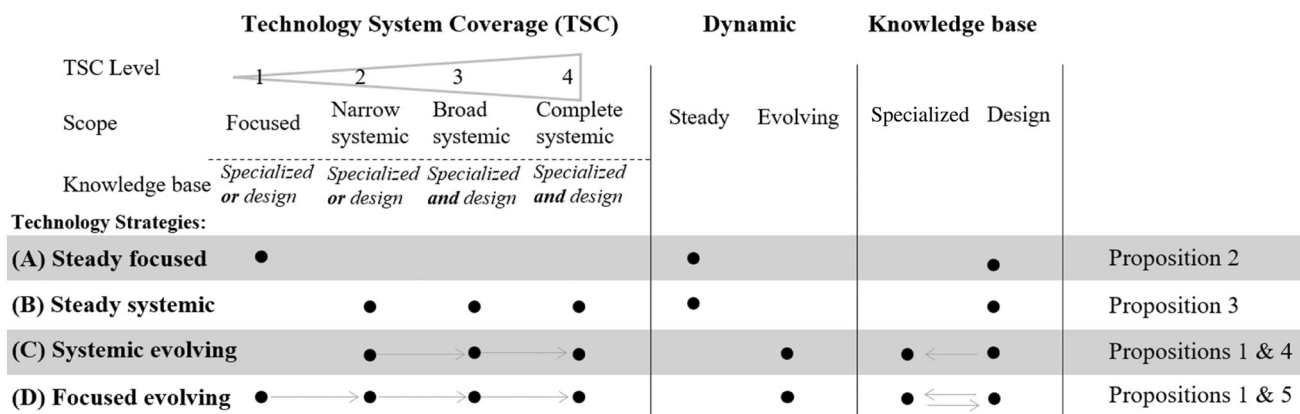 Technology System Coverage (TSC) Dynamic Knowledge base
TSC Level 1 2 3 4
Scope Focused Narrow systemic Broad systemic Complete systemic Steady Evolving Specialized Design
Knowledge base Specialized or design Specialized or design Specialized and design Specialized and design
Technology Strategies:
(A) Steady focused Proposition 2
(B) Steady systemic Proposition 3
(C) Systemic evolving Propositions 1 & 4
(D) Focused evolving Propositions 1 & 5